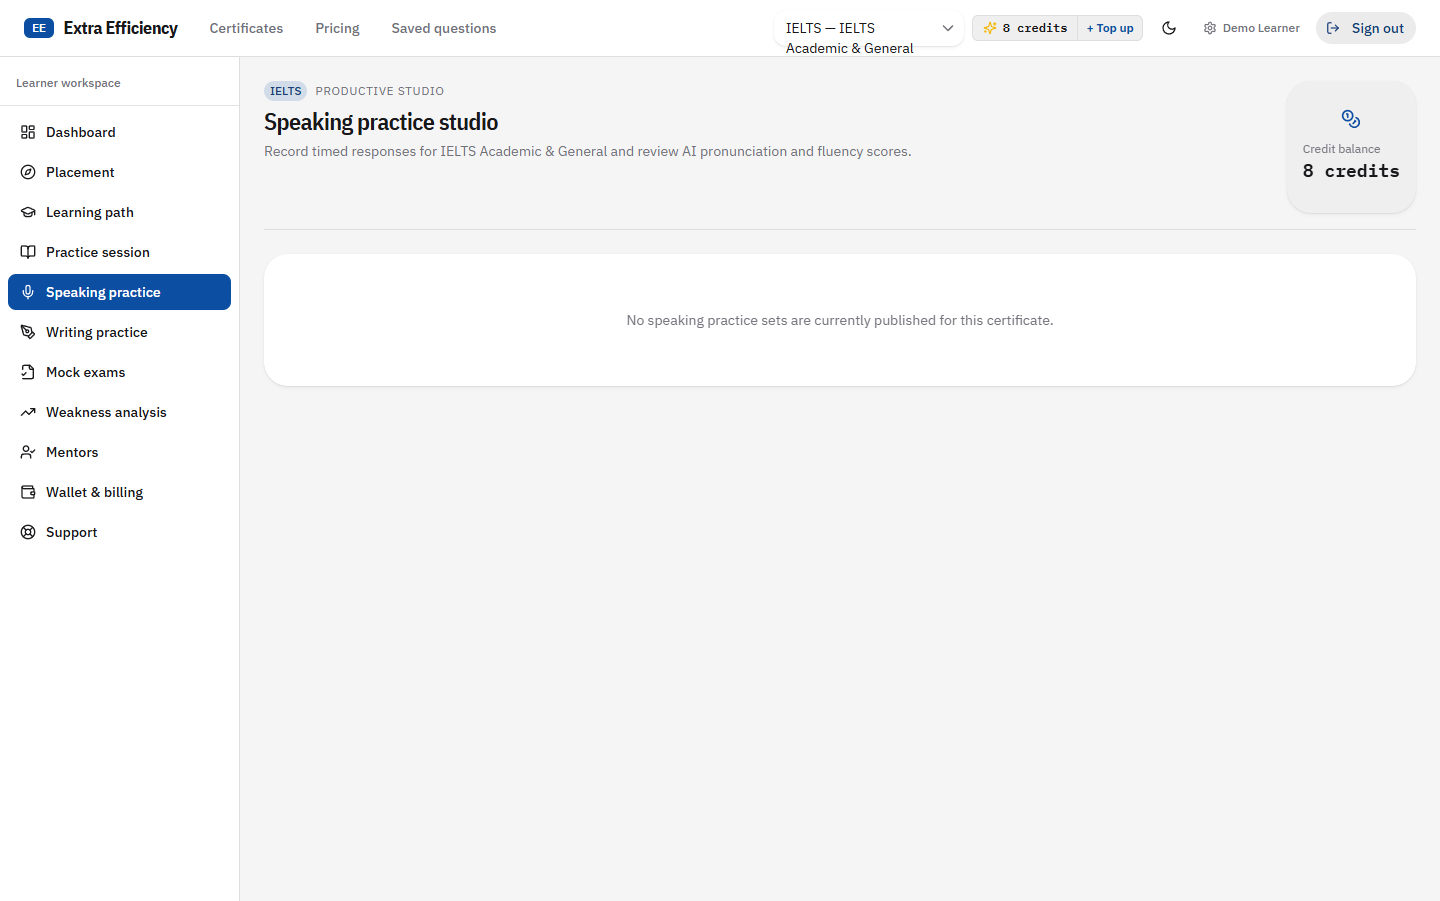 EE Extra Efficiency
Certificates
Pricing
Saved questions
IELTS — IELTS
Academic & General
8 credits
+ Top up
Demo Learner
Sign out
Learner workspace
Dashboard
Placement
Learning path
Practice session
Speaking practice
Writing practice
Mock exams
Weakness analysis
Mentors
Wallet & billing
Support
IELTS PRODUCTIVE STUDIO
Speaking practice studio
Record timed responses for IELTS Academic & General and review AI pronunciation and fluency scores.
Credit balance
8 credits
No speaking practice sets are currently published for this certificate.